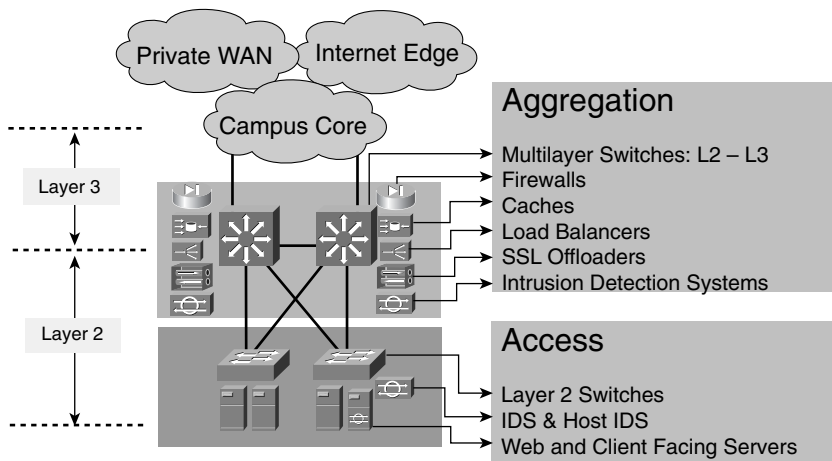 Private WAN
Internet Edge
Campus Core
Layer 3
Layer 2
Aggregation
Multilayer Switches: L2 – L3
Firewalls
Caches
Load Balancers
SSL Offloaders
Intrusion Detection Systems
Access
Layer 2 Switches
IDS & Host IDS
Web and Client Facing Servers